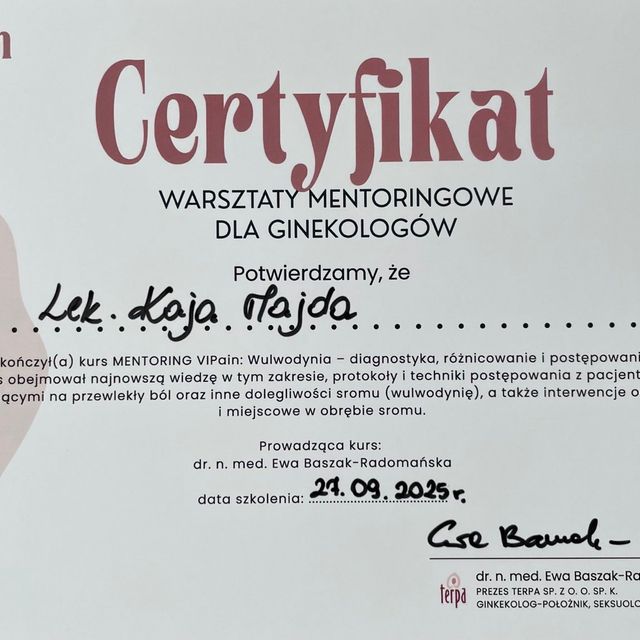 n
Certyfikat
WARSZTATY MENTORINGOWE
DLA GINEKOLOGÓW
Potwierdzamy, że
Lek. Kaja Majda
kończył(a) kurs MENTORING VIPain: Wulwodynia – diagnostyka, różnicowanie i postępowani
s obejmował najnowszą wiedzę w tym zakresie, protokoły i techniki postępowania z pacjent
ącymi na przewlekły ból oraz inne dolegliwości sromu (wulwodynię), a także interwencje o
i miejscowe w obrębie sromu.
Prowadząca kurs:
dr. n. med. Ewa Baszak-Radomańska
data szkolenia: 27.09.2025 r.
dr. n. med. Ewa Baszak-Ra
terpa PREZES TERPA SP. Z O. O. SP. K.
GINKEKOLOG-POŁOŻNIK, SEKSUOLO